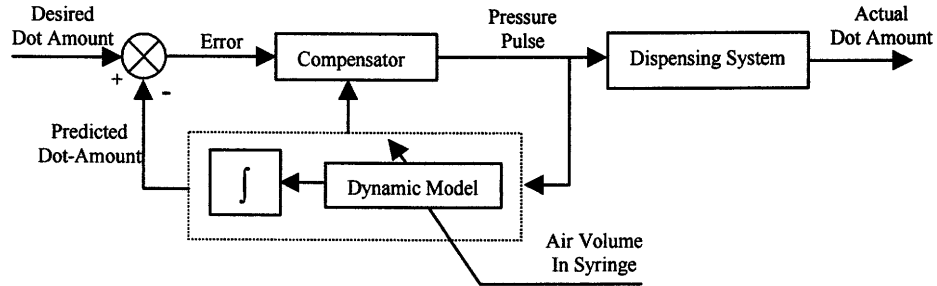 Desired
Dot Amount
Error
Compensator
Pressure
Pulse
Dispensing System
Actual
Dot Amount
+
-
Predicted
Dot-Amount
∫
Dynamic Model
Air Volume
In Syringe